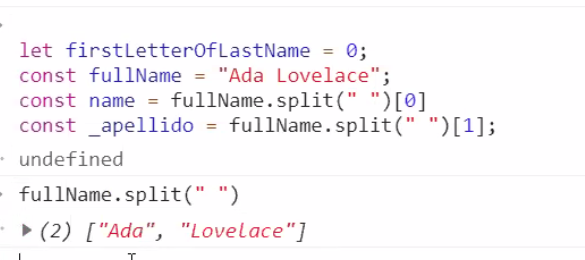 let firstLetterOfLastName = 0;
const fullName = "Ada Lovelace";
const name = fullName.split(" ")[0]
const _apellido = fullName.split(" ")[1];
undefined
fullName.split(" ")
(2) ["Ada", "Lovelace"]